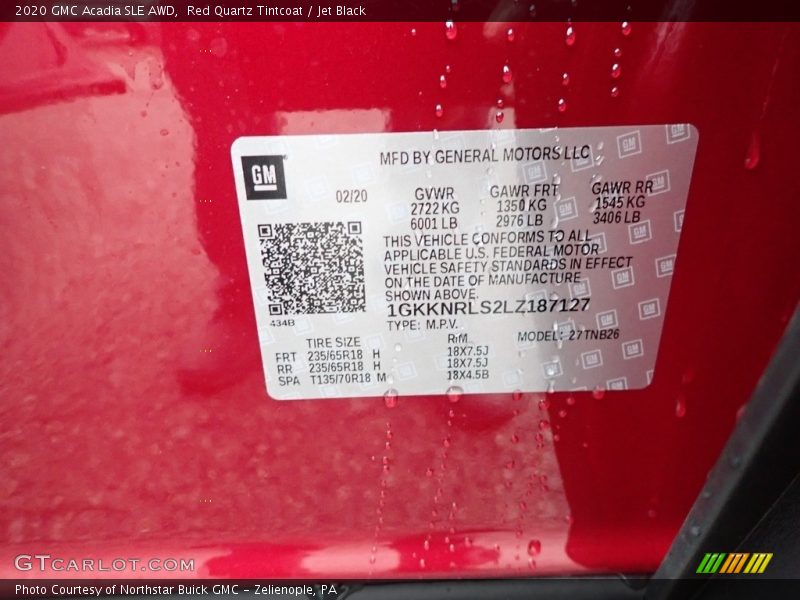 2020 GMC Acadia SLE AWD, Red Quartz Tintcoat / Jet Black
GM
MFD BY GENERAL MOTORS LLC
02/20
GVWR GAWR FRT GAWR RR
2722 KG 1350 KG 1545 KG
6001 LB 2976 LB 3406 LB
THIS VEHICLE CONFORMS TO ALL
APPLICABLE U.S. FEDERAL MOTOR
VEHICLE SAFETY STANDARDS IN EFFECT
ON THE DATE OF MANUFACTURE
SHOWN ABOVE.
1GKKNRLS2LZ187127
434B
TYPE: M.P.V. MODEL: 27TNB26
TIRE SIZE RIM
FRT 235/65R18 H 18X7.5J
RR 235/65R18 H 18X7.5J
SPA T135/70R18 M 18X4.5B
GTCARLOT.COM
Photo Courtesy of Northstar Buick GMC - Zelienople, PA